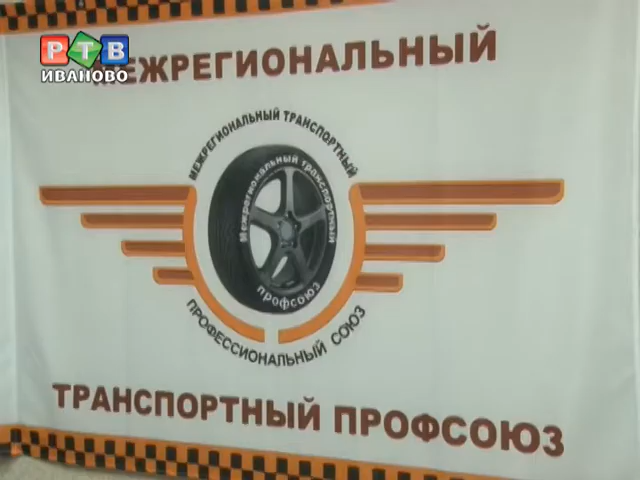 РТВ
ИВАНОВО
МЕЖРЕГИОНАЛЬНЫЙ
МЕЖРЕГИОНАЛЬНЫЙ ТРАНСПОРТНЫЙ
Межрегиональный транспортный
профсоюз
ПРОФЕССИОНАЛЬНЫЙ СОЮЗ
ТРАНСПОРТНЫЙ ПРОФСОЮЗ